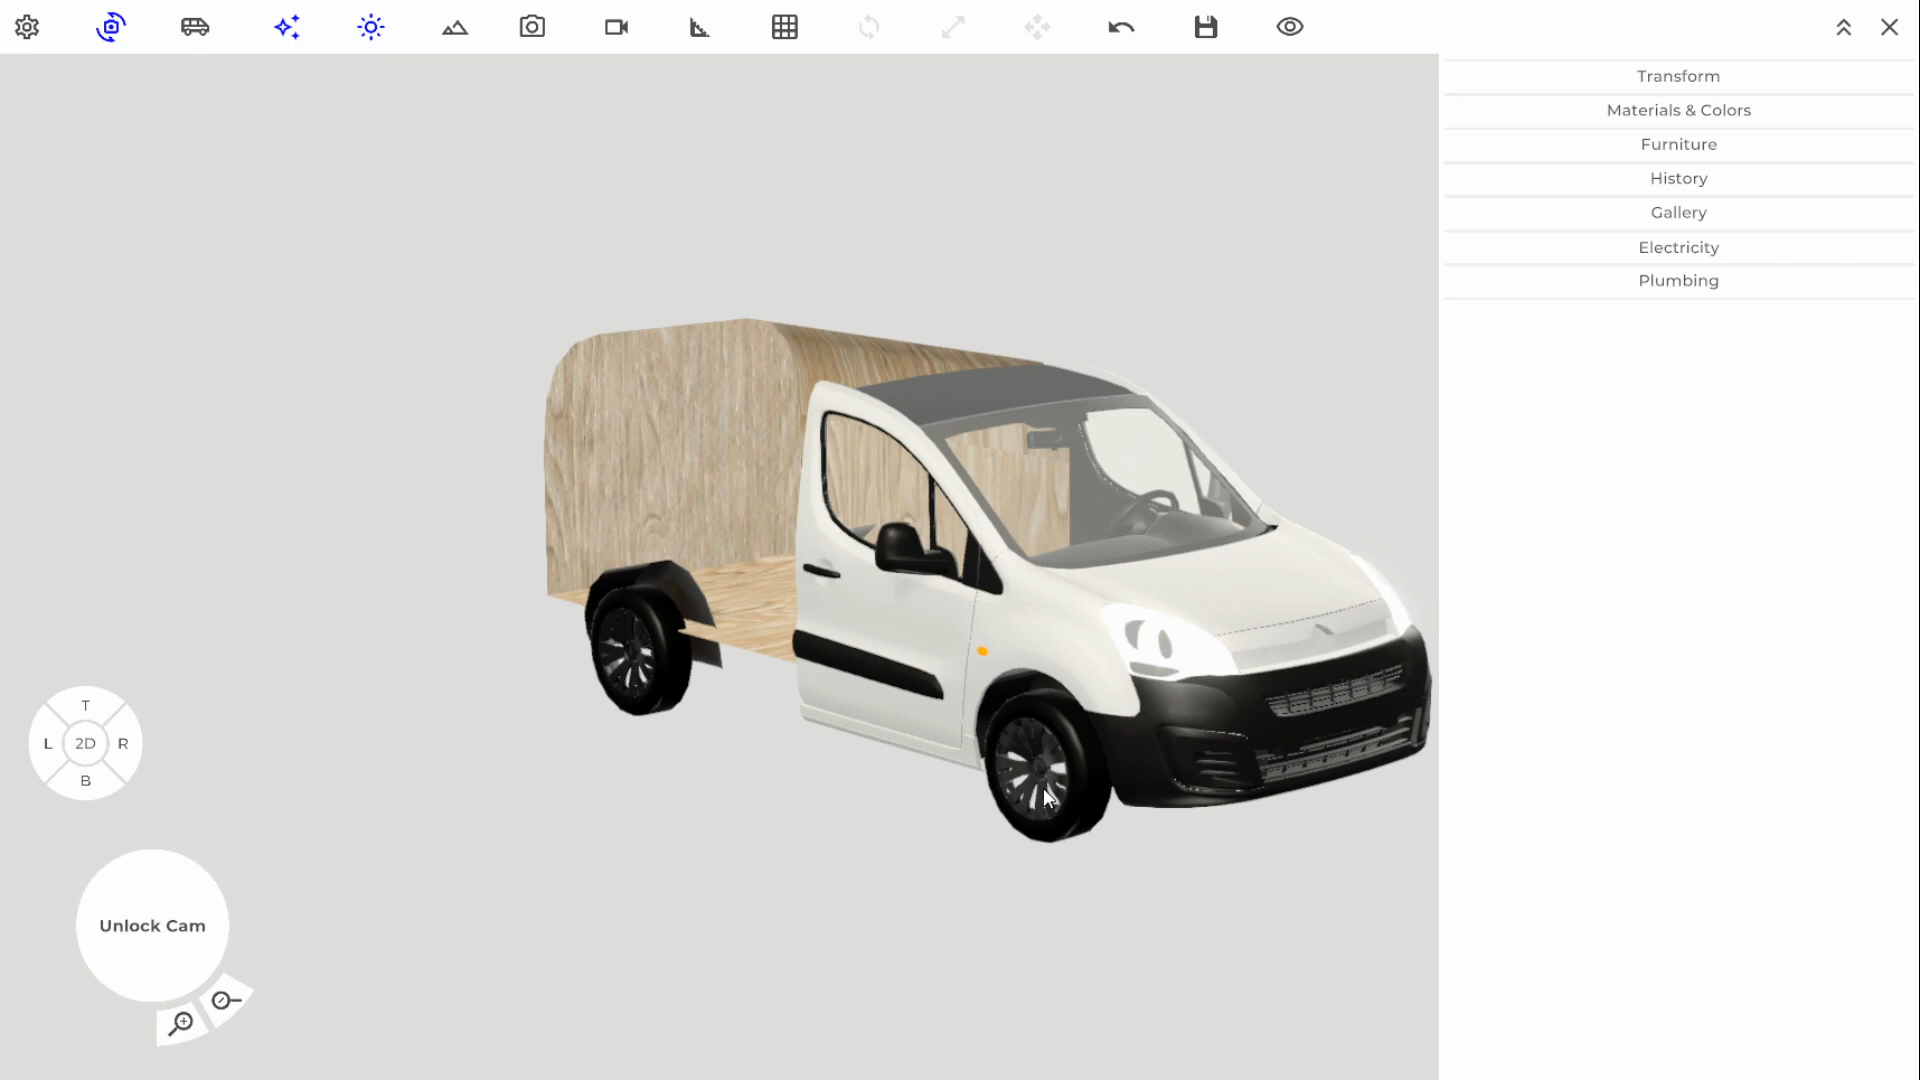 Transform
Materials & Colors
Furniture
History
Gallery
Electricity
Plumbing
T
L 2D R
B
Unlock Cam